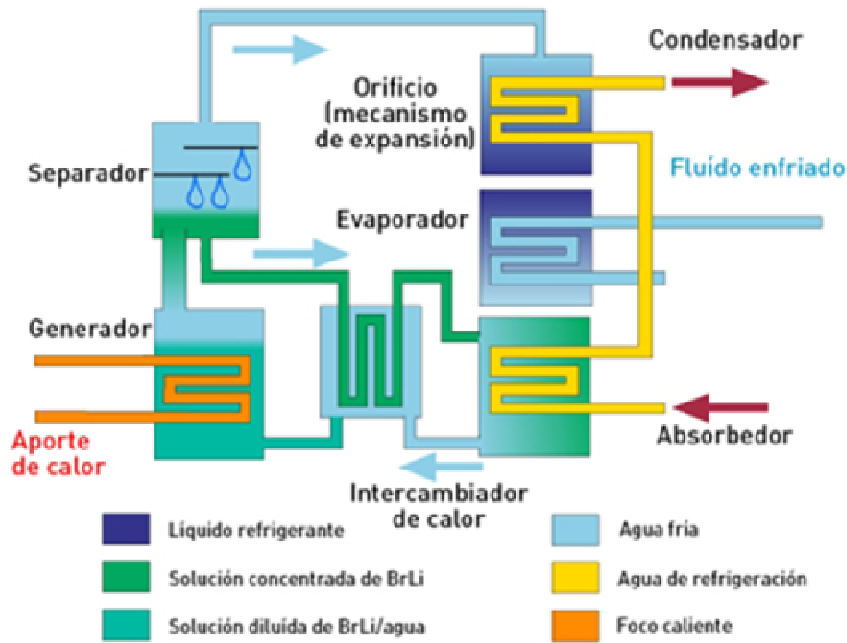 Condensador
Orificio
(mecanismo
de expansión)
Separador
Fluído enfriado
Evaporador
Generador
Aporte
de calor
Absorbedor
Intercambiador
de calor
Líquido refrigerante
Agua fria
Solución concentrada de BrLi
Agua de refrigeración
Solución diluída de BrLi/agua
Foco caliente